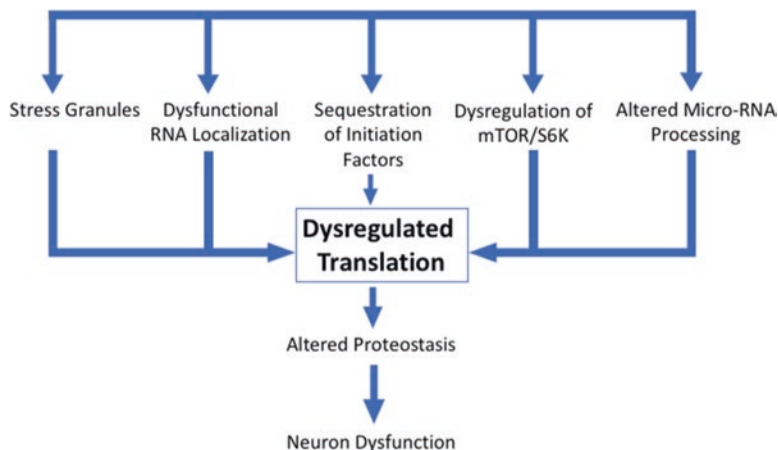 Stress Granules
Dysfunctional
RNA Localization
Sequestration
of Initiation
Factors
Dysregulation of
mTOR/S6K
Altered Micro-RNA
Processing
Dysregulated
Translation
Altered Proteostasis
Neuron Dysfunction